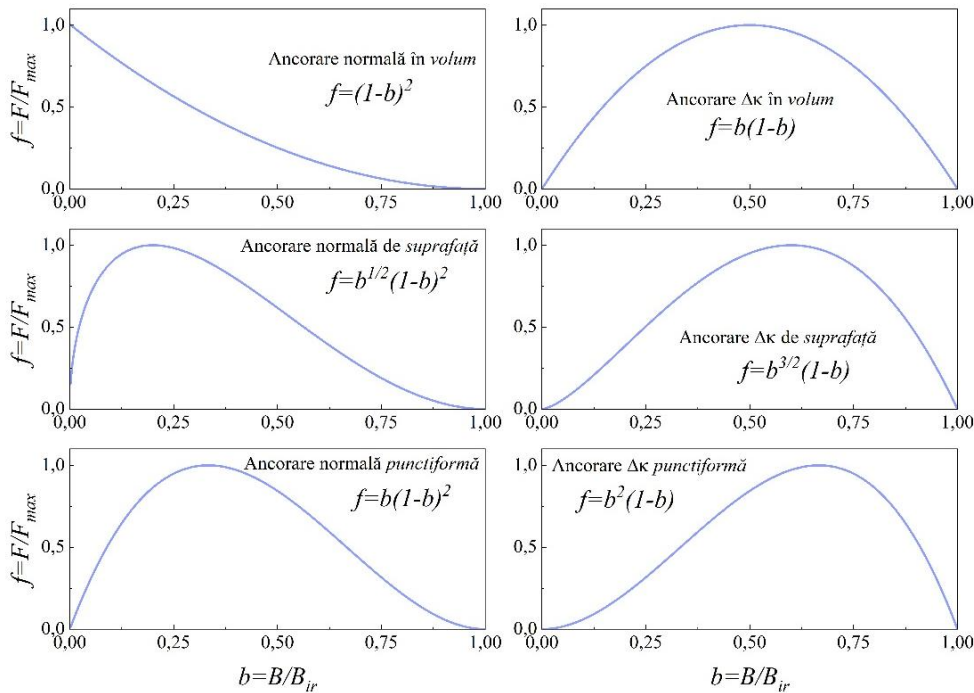 f=F/F_max
1,0
0,5
0,0
Ancorare normală în volum
f=(1-b)^2
0,00 0,25 0,50 0,75 1,00
1,0
0,5
0,0
Ancorare Δκ în volum
f=b(1-b)
0,00 0,25 0,50 0,75 1,00
f=F/F_max
1,0
0,5
0,0
Ancorare normală de suprafață
f=b^1/2(1-b)^2
0,00 0,25 0,50 0,75 1,00
1,0
0,5
0,0
Ancorare Δκ de suprafață
f=b^3/2(1-b)
0,00 0,25 0,50 0,75 1,00
f=F/F_max
1,0
0,5
0,0
Ancorare normală punctiformă
f=b(1-b)^2
0,00 0,25 0,50 0,75 1,00
b=B/B_ir
1,0
0,5
0,0
Ancorare Δκ punctiformă
f=b^2(1-b)
0,00 0,25 0,50 0,75 1,00
b=B/B_ir